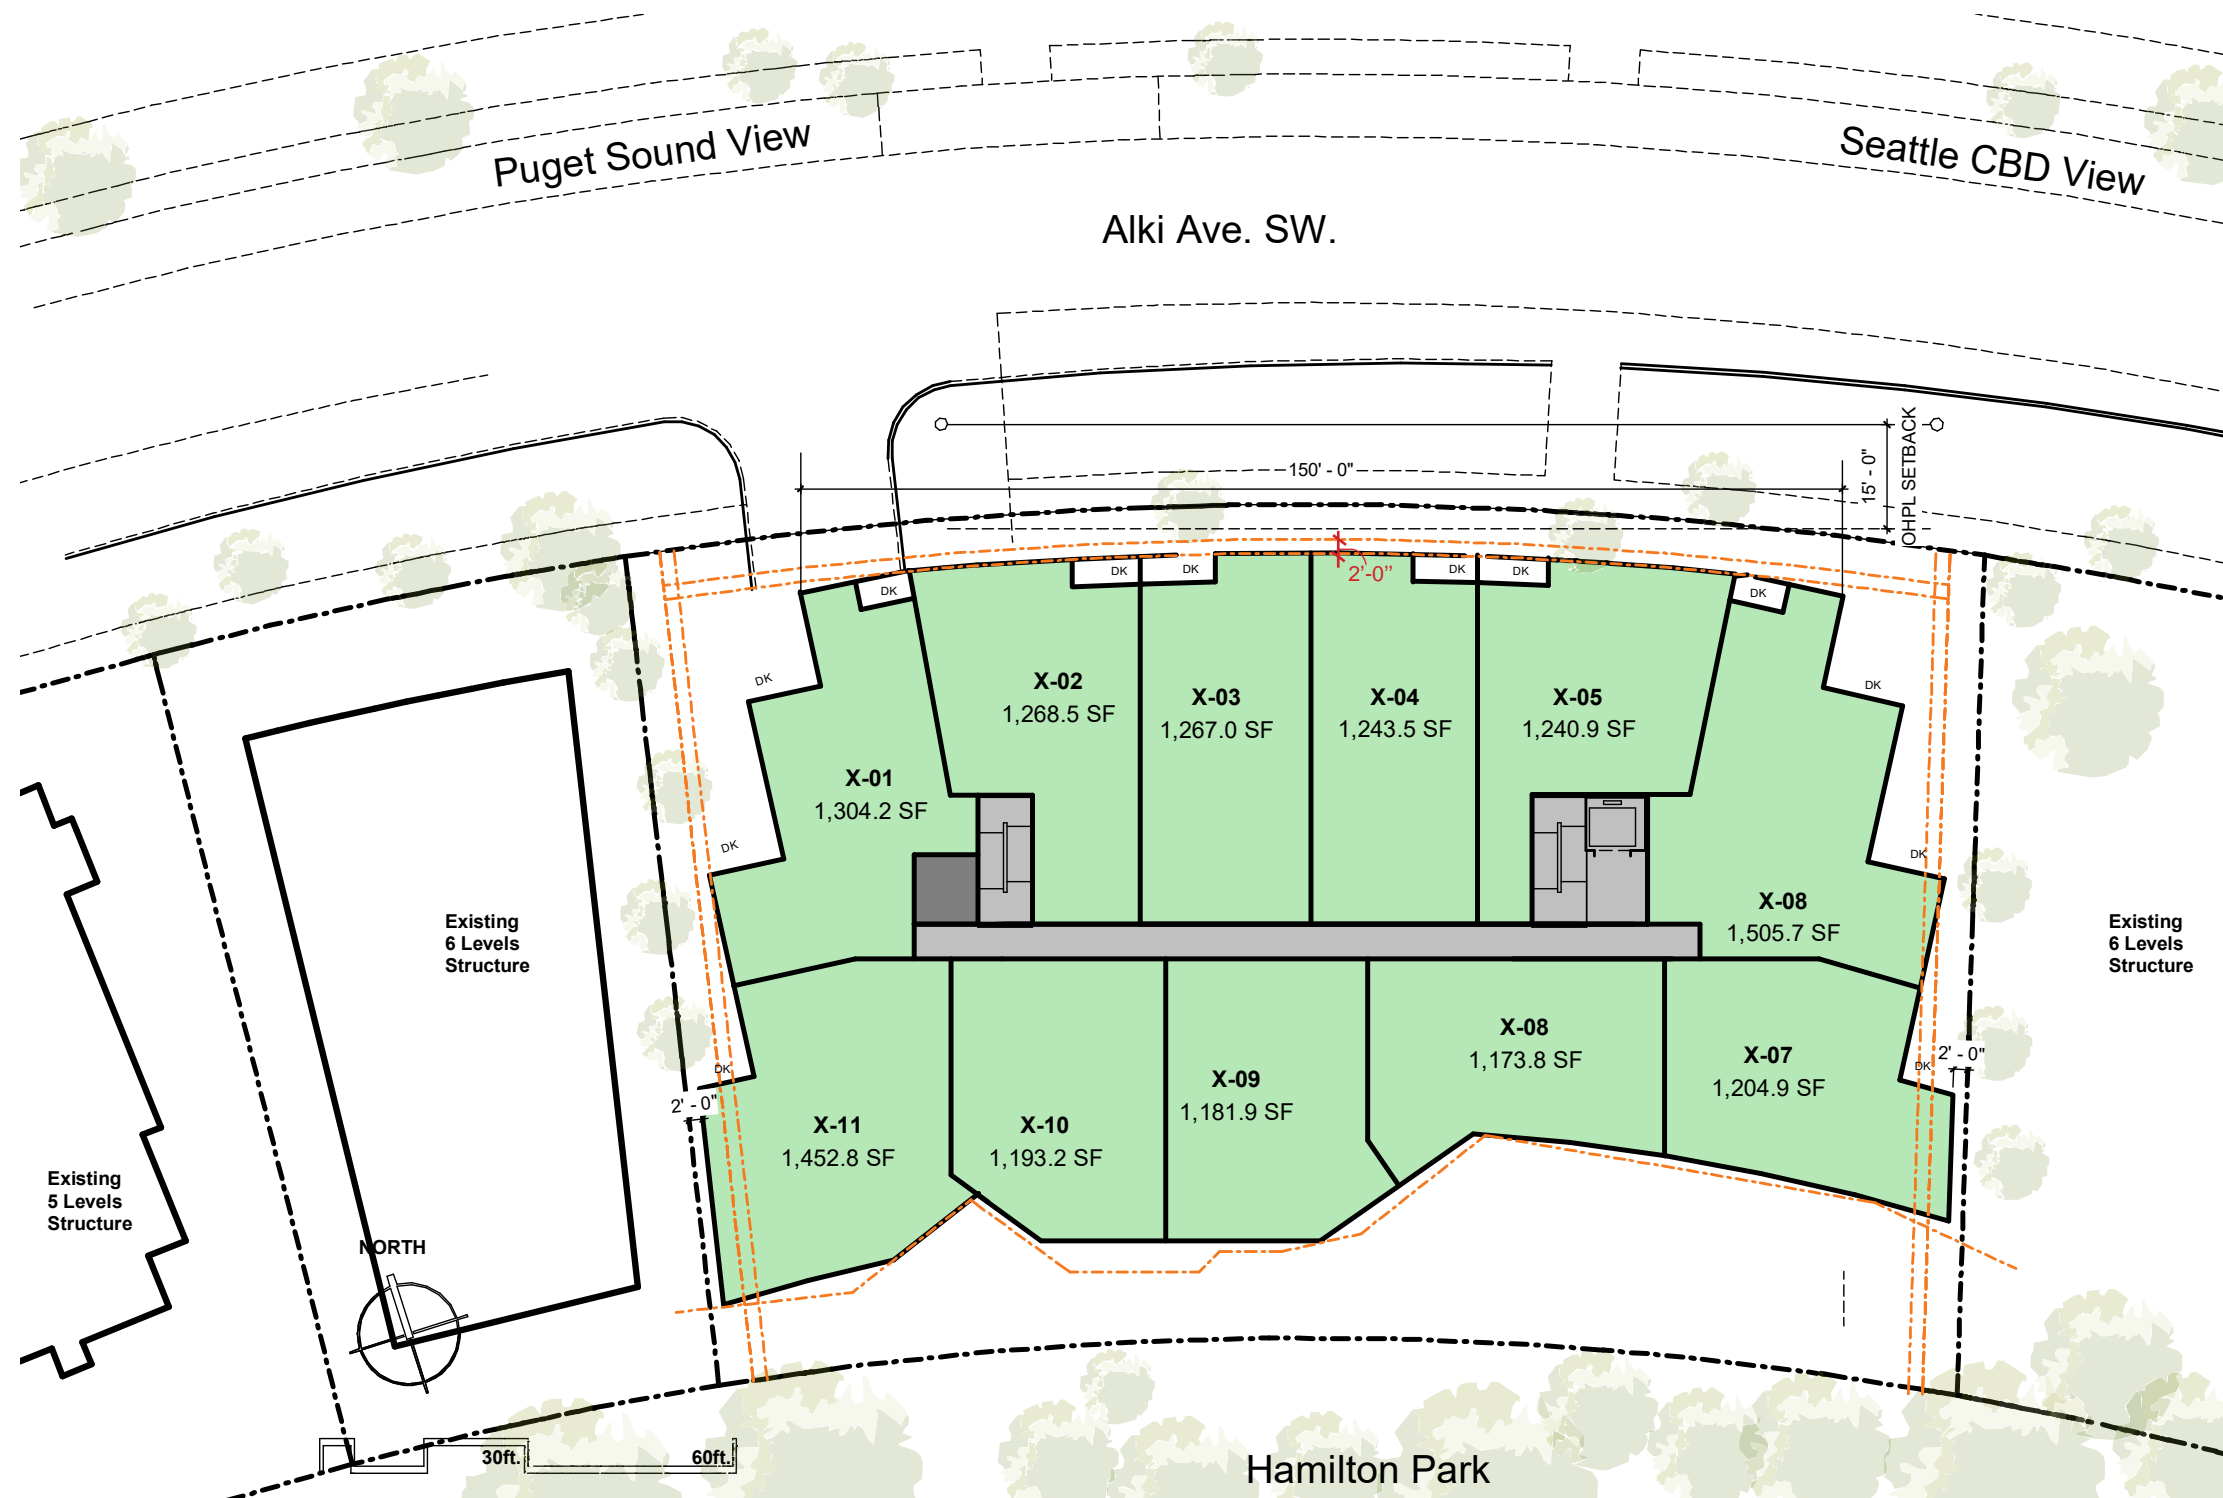 Puget Sound View
Seattle CBD View
Alki Ave. SW.
150' - 0"
15' - 0"
OHPL SETBACK
2'-0"
DK
DK
DK
DK
DK
DK
DK
DK
DK
DK
DK
DK
X-01
1,304.2 SF
X-02
1,268.5 SF
X-03
1,267.0 SF
X-04
1,243.5 SF
X-05
1,240.9 SF
X-08
1,505.7 SF
Existing
6 Levels
Structure
Existing
6 Levels
Structure
X-11
1,452.8 SF
X-10
1,193.2 SF
X-09
1,181.9 SF
X-08
1,173.8 SF
X-07
1,204.9 SF
2' - 0"
2' - 0"
Existing
5 Levels
Structure
NORTH
30ft.
60ft.
Hamilton Park